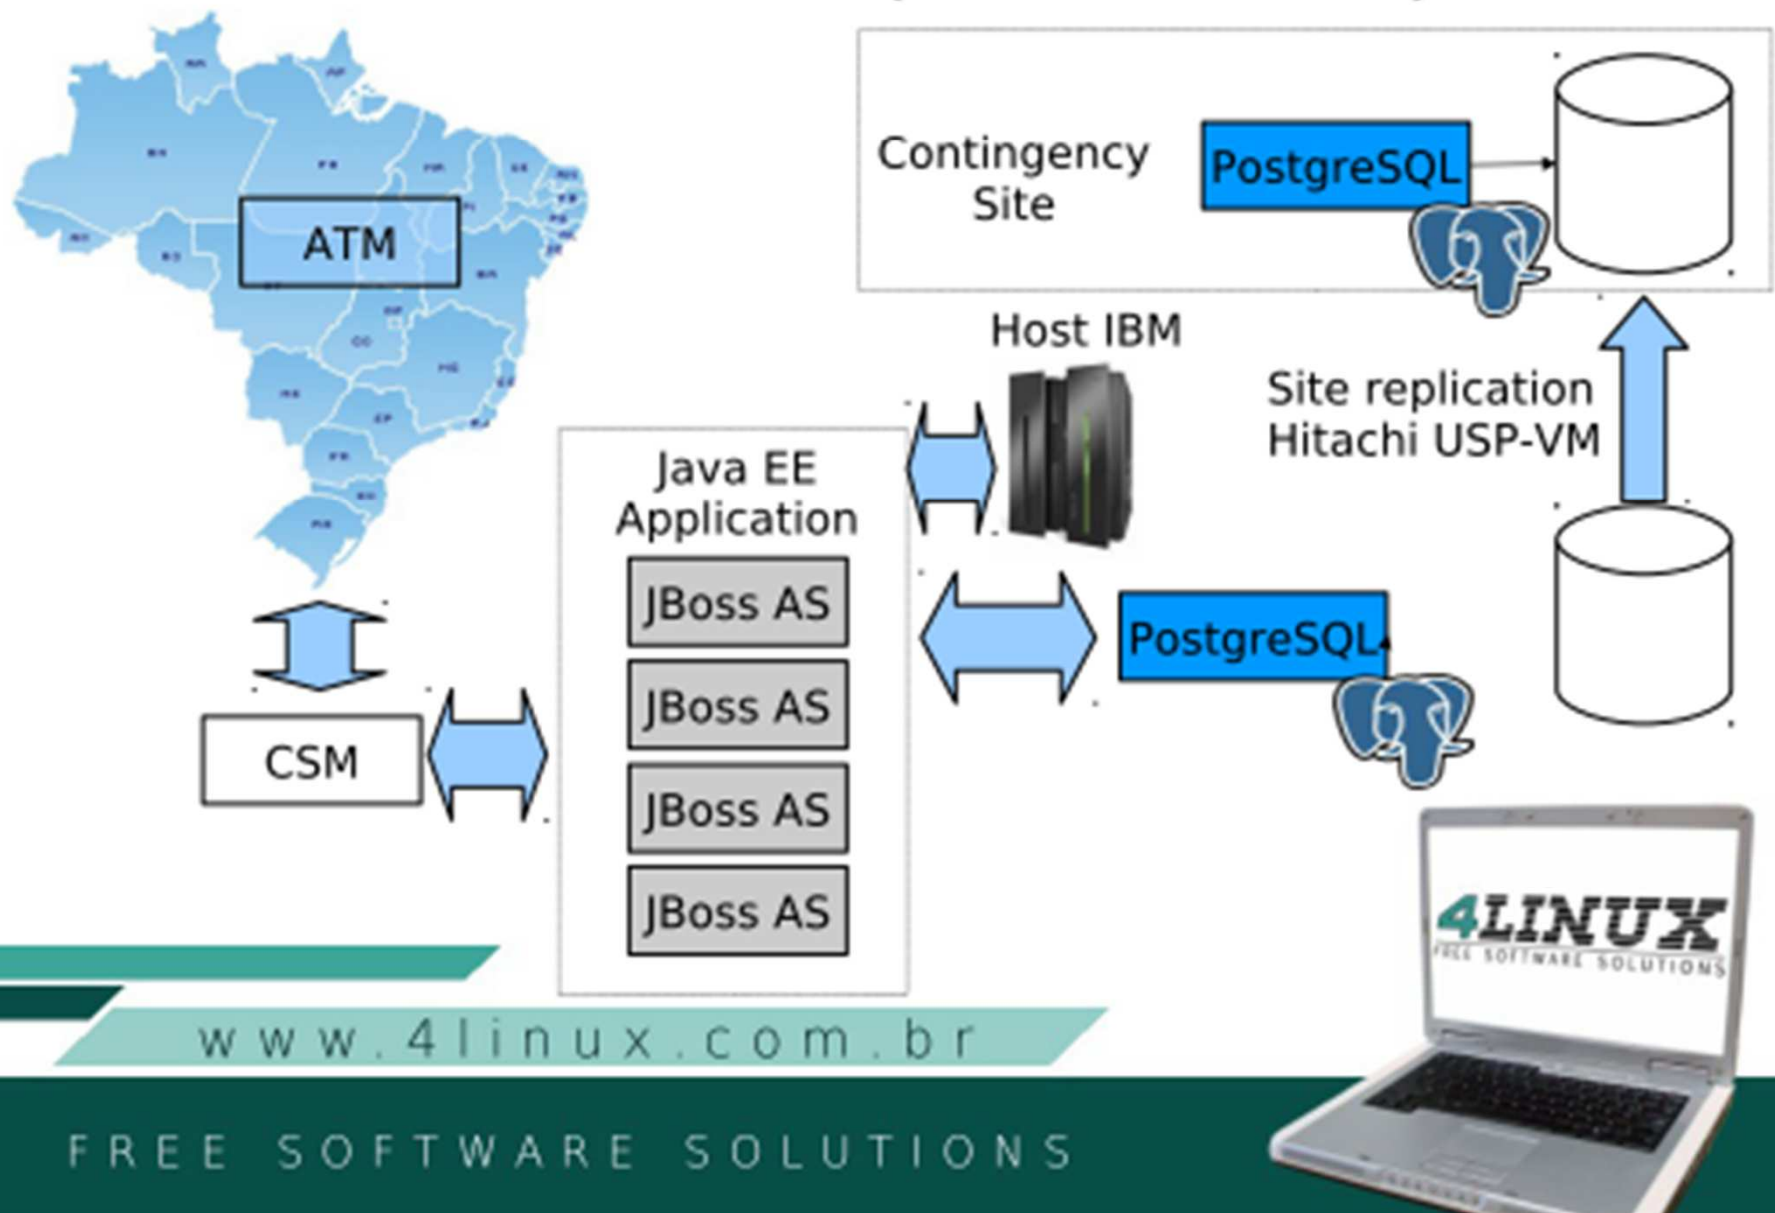 ATM
Contingency
Site
PostgreSQL
Host IBM
Site replication
Hitachi USP-VM
Java EE
Application
JBoss AS
JBoss AS
JBoss AS
JBoss AS
PostgreSQL
CSM
4LINUX
FREE SOFTWARE SOLUTIONS
www.4linux.com.br
FREE SOFTWARE SOLUTIONS